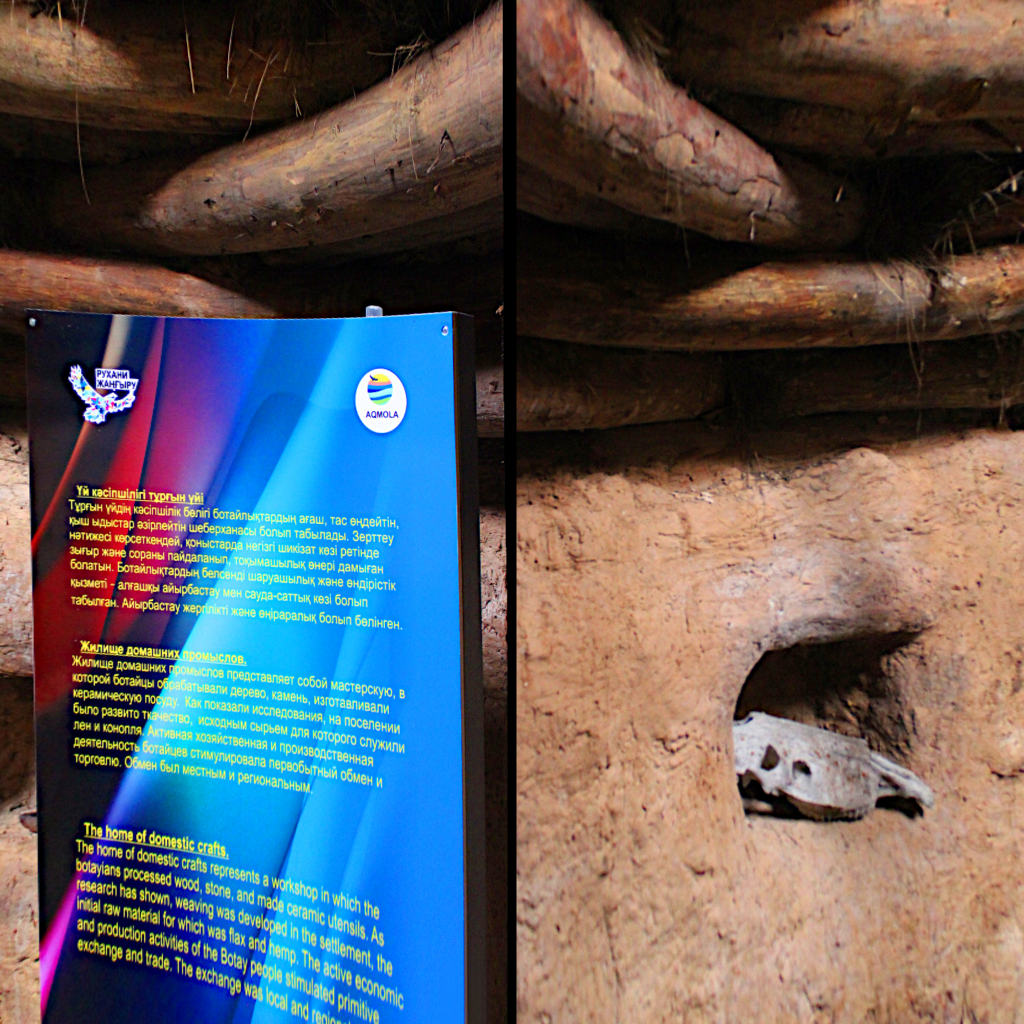 РУХАНИ
ЖАҢҒЫРУ
AQMOLA
Үй кәсіпшілігі тұрғын үйі
Тұрғын үйдің кәсіпшілік бөлігі ботайлықтардың ағаш, тас өңдейтін,
қыш ыдыстар әзірлейтін шеберханасы болып табылады. Зерттеу
нәтижесі көрсеткендей, қоныстарда негізгі шикізат көзі ретінде
зығыр және сораны пайдаланып, тоқымашылық өнері дамыған
болатын. Ботайлықтардың белсенді шаруашылық және өндірістік
қызметі – алғашқы айырбастау мен сауда-саттық көзі болып
табылған. Айырбастау жергілікті және өңіраралық болып бөлінген.
Жилище домашних промыслов.
Жилище домашних промыслов представляет собой мастерскую, в
которой ботайцы обрабатывали дерево, камень, изготавливали
керамическую посуду. Как показали исследования, на поселении
было развито ткачество, исходным сырьем для которого служили
лен и конопля. Активная хозяйственная и производственная
деятельность ботайцев стимулировала первобытный обмен и
торговлю. Обмен был местным и региональным.
The home of domestic crafts.
The home of domestic crafts represents a workshop in which the
botayians processed wood, stone, and made ceramic utensils. As
research has shown, weaving was developed in the settlement, the
initial raw material for which was flax and hemp. The active economic
and production activities of the Botay people stimulated primitive
exchange and trade. The exchange was local and